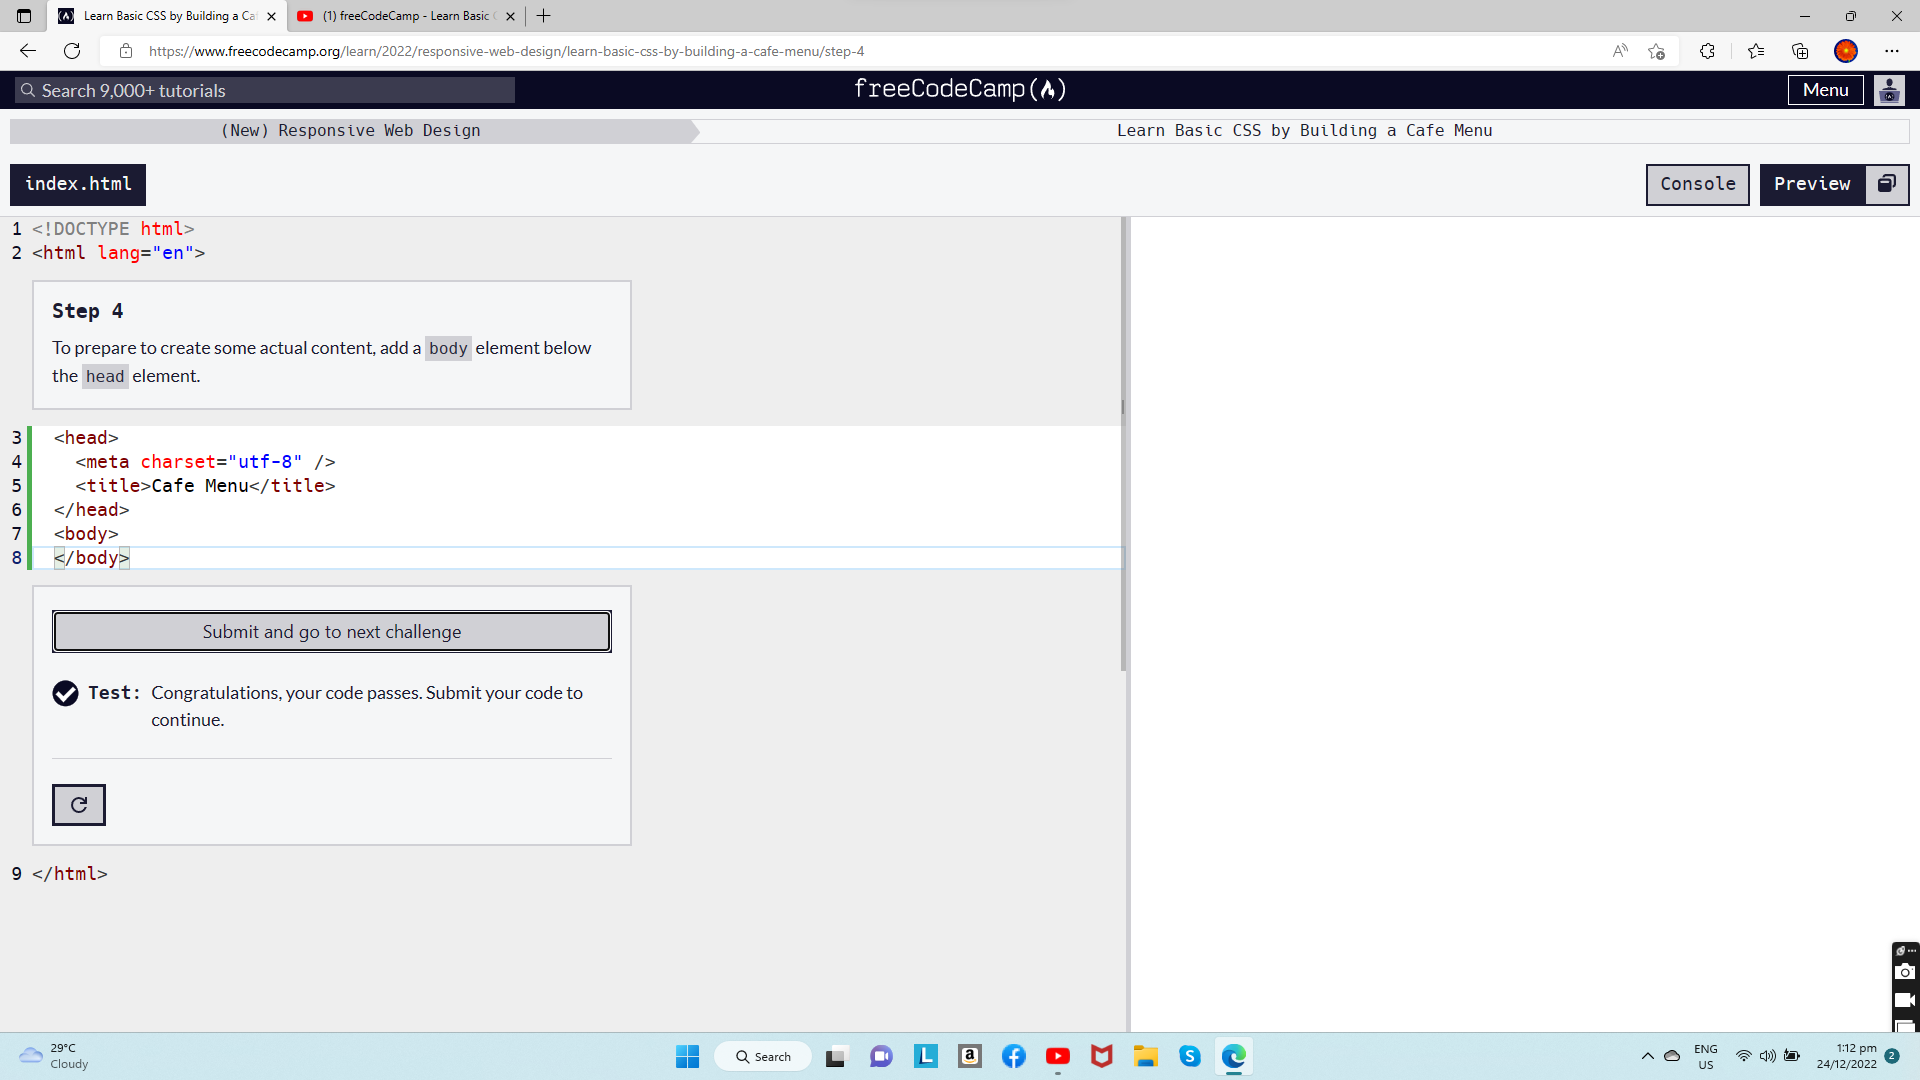 Learn Basic CSS by Building a Caf
(1) freeCodeCamp - Learn Basic
https://www.freecodecamp.org/learn/2022/responsive-web-design/learn-basic-css-by-building-a-cafe-menu/step-4
Search 9,000+ tutorials
freeCodeCamp
Menu
(New) Responsive Web Design
Learn Basic CSS by Building a Cafe Menu
index.html
Console
Preview
1 <!DOCTYPE html>
2 <html lang="en">
Step 4
To prepare to create some actual content, add a body element below
the head element.
3 <head>
4 <meta charset="utf-8" />
5 <title>Cafe Menu</title>
6 </head>
7 <body>
8 </body>
Submit and go to next challenge
Test: Congratulations, your code passes. Submit your code to
continue.
9 </html>
29°C
Cloudy
Search
ENG
US
1:12 pm
24/12/2022
2